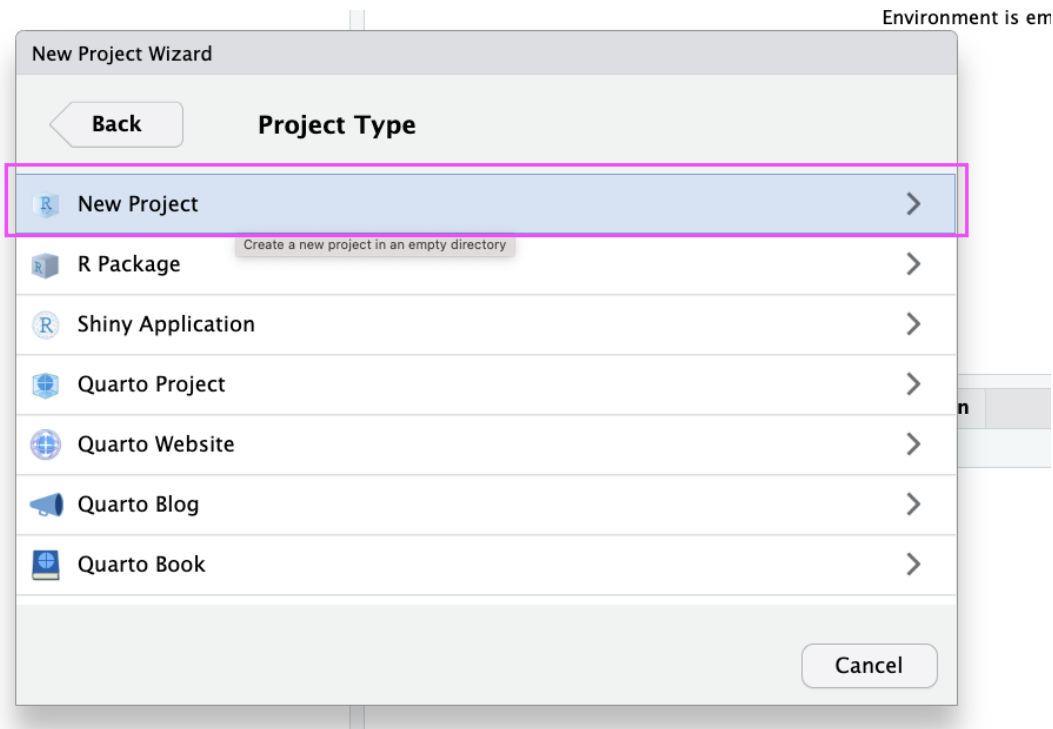 Environment is em
New Project Wizard
Back
Project Type
R New Project
Create a new project in an empty directory
R R Package
R Shiny Application
Quarto Project
Quarto Website
Quarto Blog
Quarto Book
n
Cancel